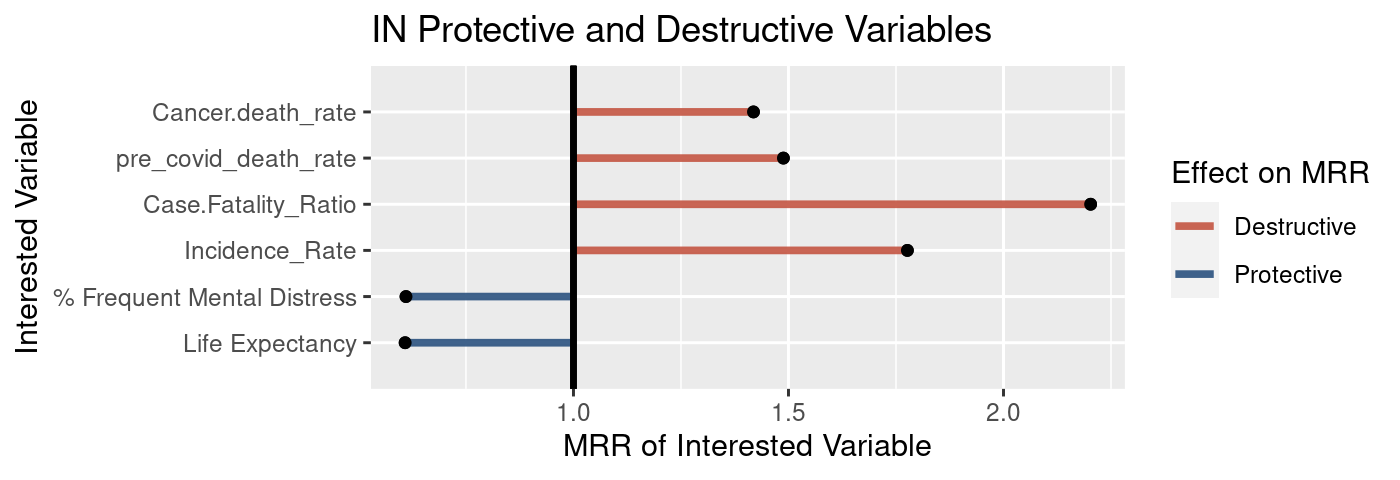 IN Protective and Destructive Variables
Interested Variable
Cancer.death_rate
pre_covid_death_rate
Case.Fatality_Ratio
Incidence_Rate
% Frequent Mental Distress
Life Expectancy
1.0 1.5 2.0
MRR of Interested Variable
Effect on MRR
Destructive
Protective